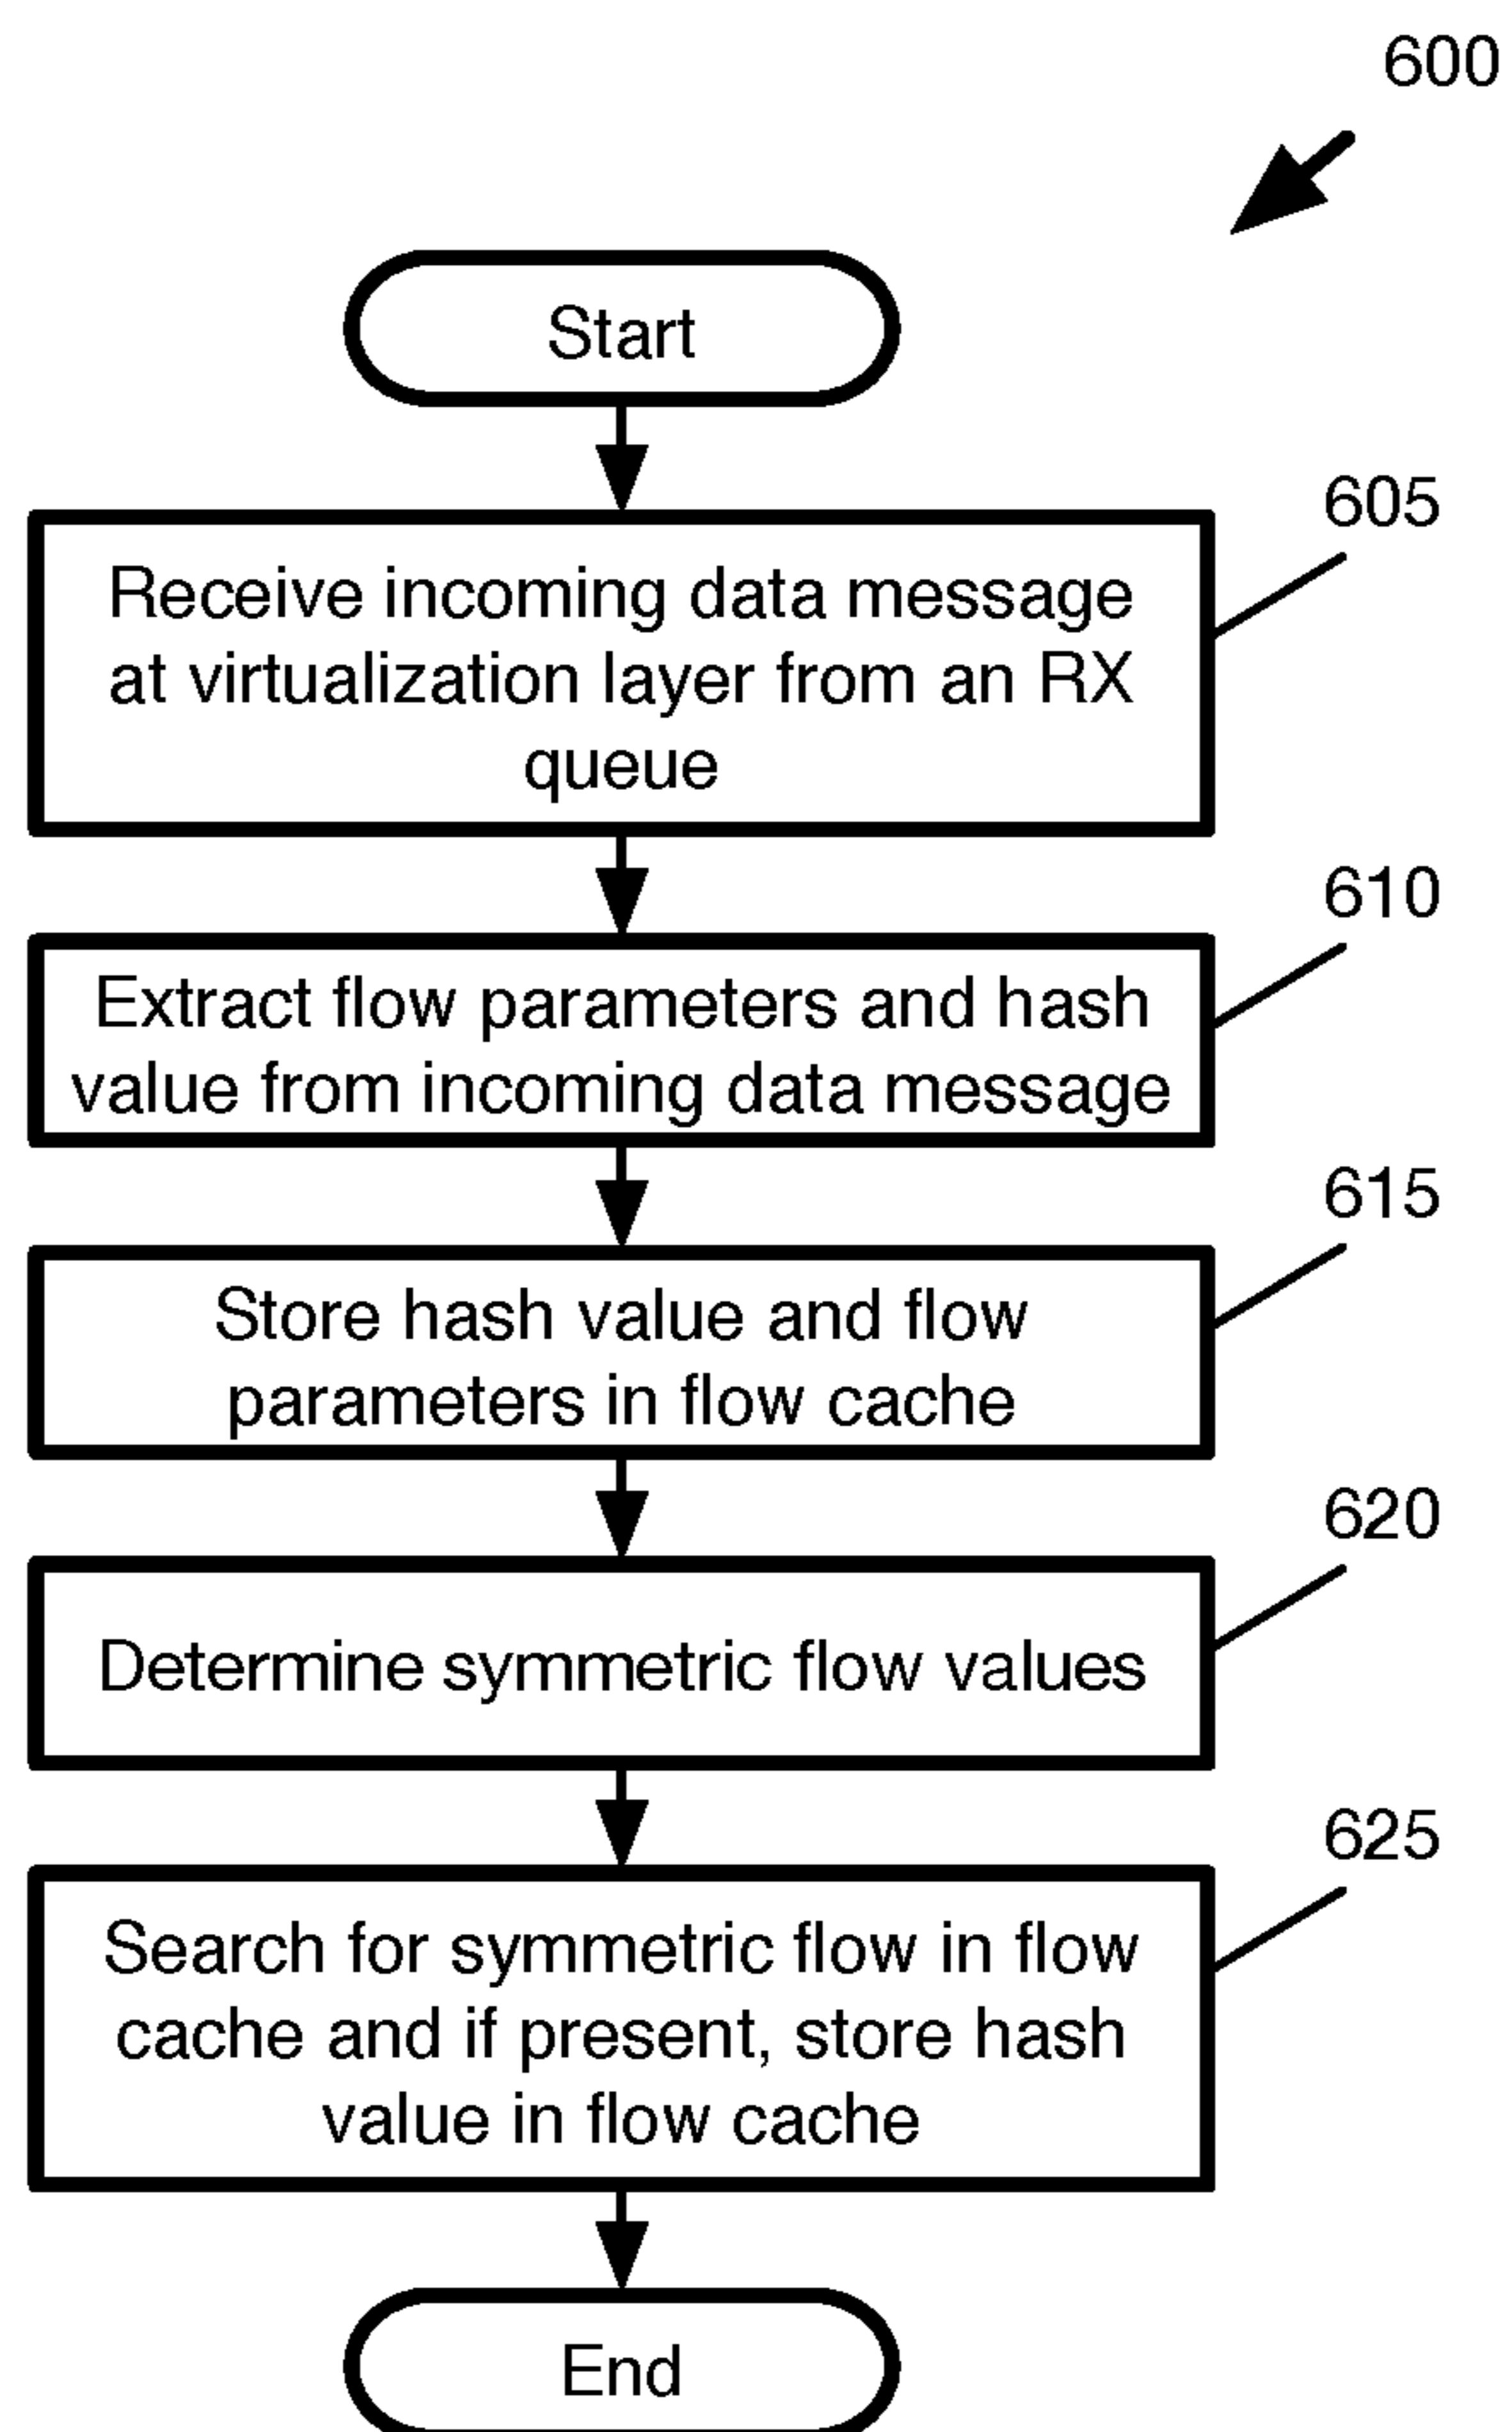 600
Start
605
Receive incoming data message
at virtualization layer from an RX
queue
610
Extract flow parameters and hash
value from incoming data message
615
Store hash value and flow
parameters in flow cache
620
Determine symmetric flow values
625
Search for symmetric flow in flow
cache and if present, store hash
value in flow cache
End